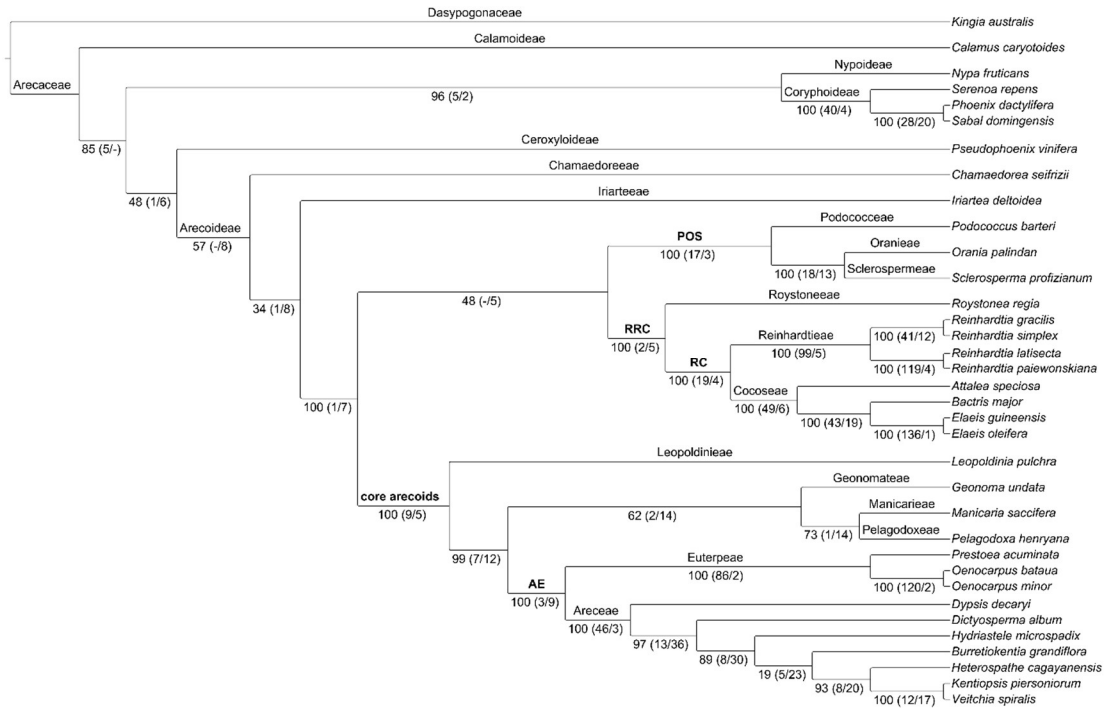 Dasypogonaceae
Kingia australis
Calamoideae
Calamus caryotoides
Arecaceae
Nypoideae
Nypa fruticans
96 (5/2)
Coryphoideae
Serenoa repens
100 (40/4)
Phoenix dactylifera
100 (28/20)
Sabal domingensis
85 (5/-)
Ceroxyloideae
Pseudophoenix vinifera
48 (1/6)
Chamaedoreeae
Chamaedorea seifrizii
Arecoideae
57 (-/8)
Iriarteeae
Iriartea deltoidea
34 (1/8)
Podococceae
Podococcus barteri
POS
100 (17/3)
Oranieae
Orania palindan
100 (18/13)
Sclerospermeae
Sclerosperma profizianum
48 (-/5)
Roystoneeae
Roystonea regia
RRC
100 (2/5)
Reinhardtieae
100 (99/5)
Reinhardtia gracilis
100 (41/12)
Reinhardtia simplex
Reinhardtia latisecta
100 (119/4)
Reinhardtia paiewonskiana
RC
100 (19/4)
Cocoseae
100 (49/6)
Attalea speciosa
Bactris major
100 (43/19)
Elaeis guineensis
100 (136/1)
Elaeis oleifera
100 (1/7)
Leopoldinieae
Leopoldinia pulchra
core arecoids
100 (9/5)
Geonomateae
Geonoma undata
62 (2/14)
Manicarieae
Manicaria saccifera
73 (1/14)
Pelagodoxeae
Pelagodoxa henryana
99 (7/12)
Euterpeae
100 (86/2)
Prestoea acuminata
Oenocarpus bataua
100 (120/2)
Oenocarpus minor
AE
100 (3/9)
Areceae
100 (46/3)
Dypsis decaryi
97 (13/36)
Dictyosperma album
89 (8/30)
Hydriastele microspadix
19 (5/23)
Burretiokentia grandiflora
93 (8/20)
Heterospathe cagayanensis
Kentiopsis piersoniorum
100 (12/17)
Veitchia spiralis